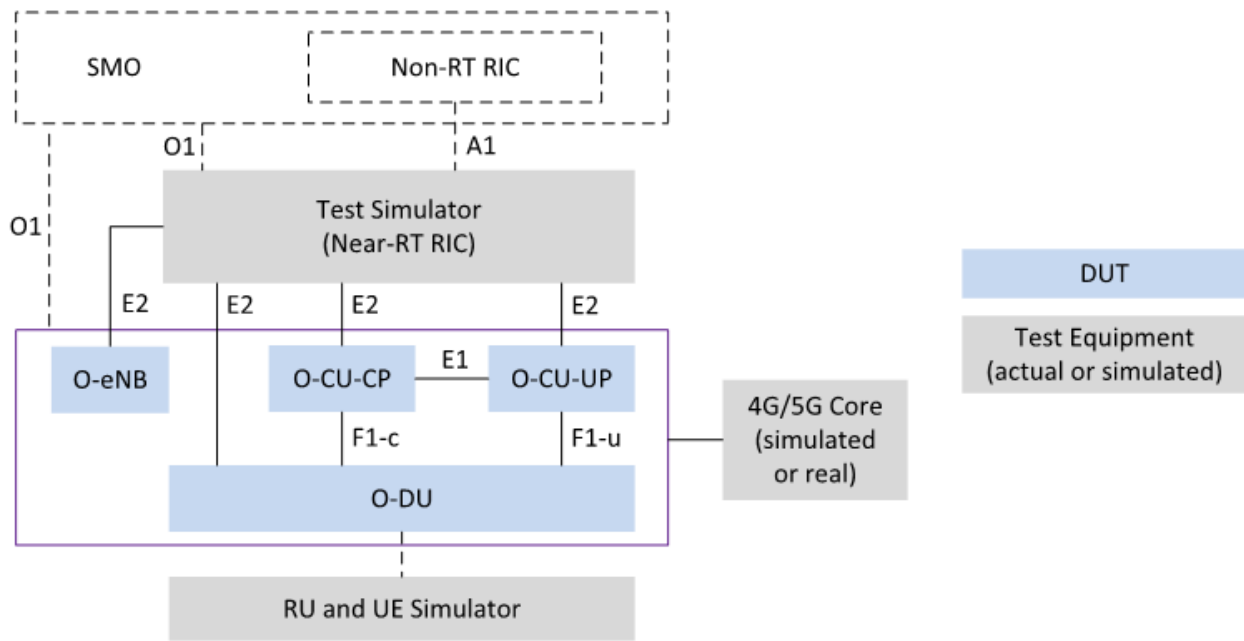 SMO
Non-RT RIC
O1
A1
Test Simulator
(Near-RT RIC)
O1
E2
E2
E2
E2
DUT
Test Equipment
(actual or simulated)
O-eNB
O-CU-CP
E1
O-CU-UP
4G/5G Core
(simulated
or real)
F1-c
F1-u
O-DU
RU and UE Simulator